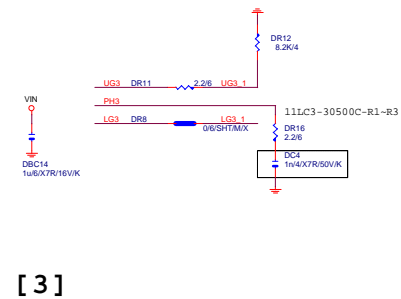 DR12
8.2K/4
UG3 DR11 2.2/6 UG3_1
VIN
PH3
11LC3-30500C-R1~R3
LG3 DR8 LG3_1
0/6/SHT/M/X
DR16
2.2/6
DC4
1n/4/X7R/50V/K
DBC14
1u/6/X7R/16V/K
[3]